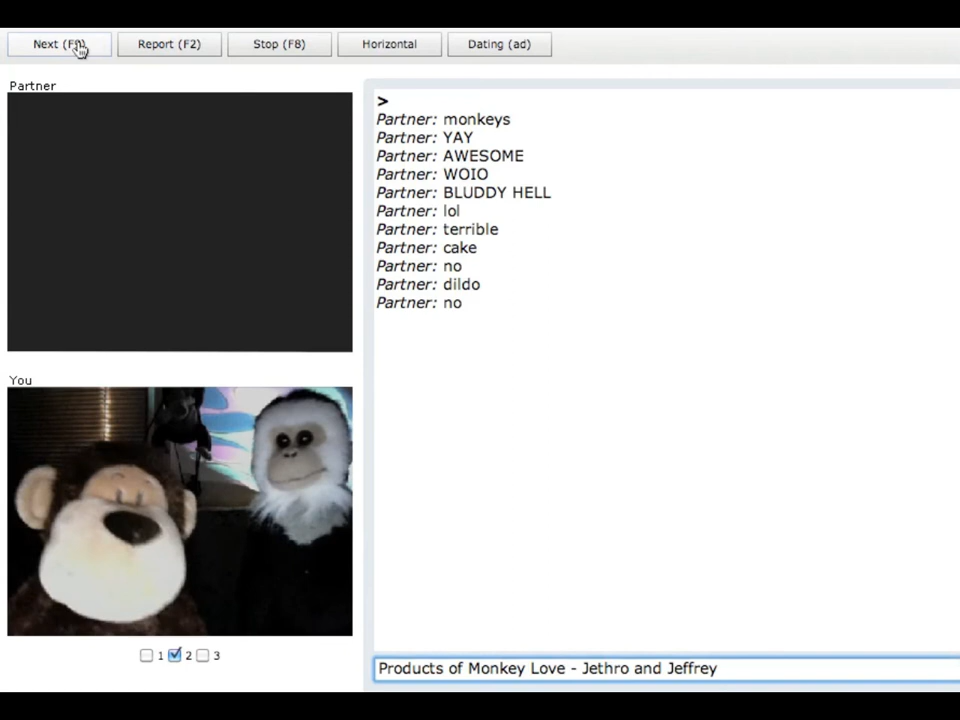 Next (F9) Report (F2) Stop (F8) Horizontal Dating (ad)
Partner
>
Partner: monkeys
Partner: YAY
Partner: AWESOME
Partner: WOIO
Partner: BLUDDY HELL
Partner: lol
Partner: terrible
Partner: cake
Partner: no
Partner: dildo
Partner: no
You
1 2 3
Products of Monkey Love - Jethro and Jeffrey